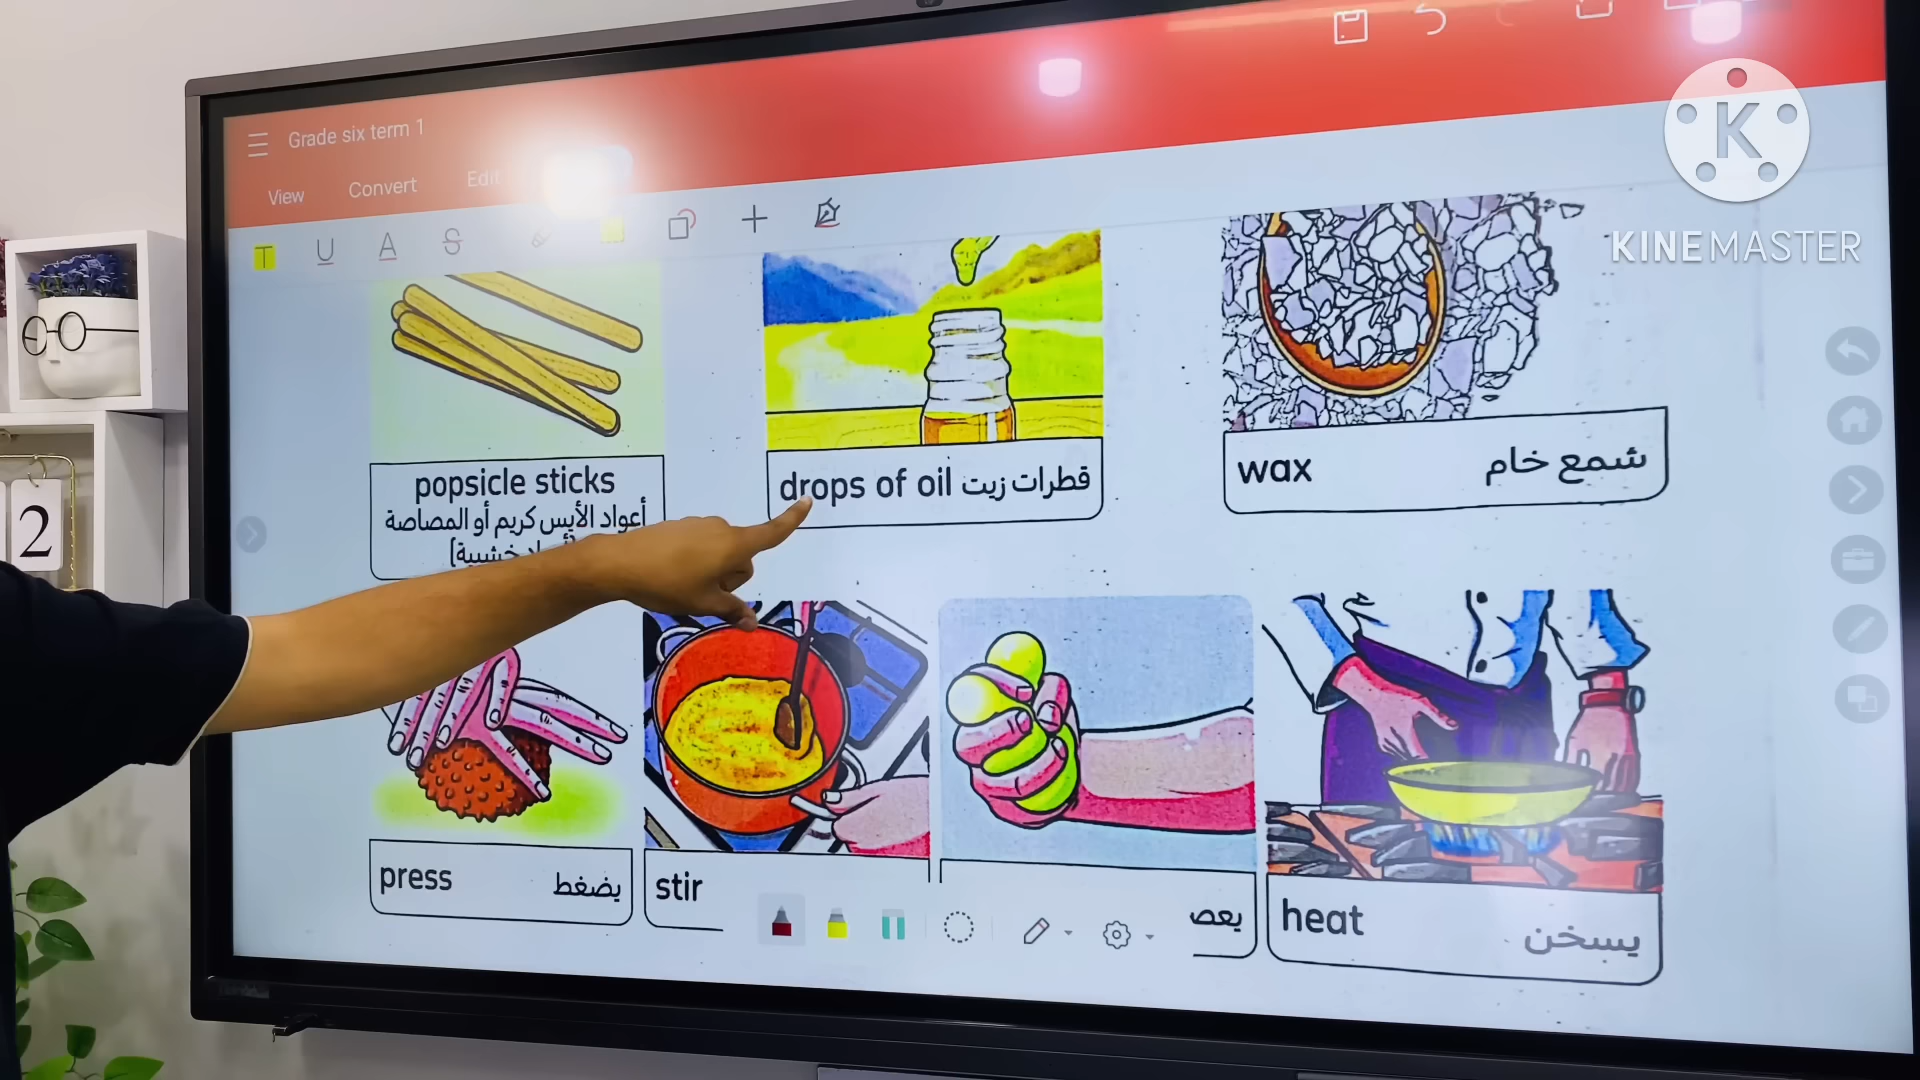 Grade six term 1
View Convert Edit
T U A S
K
KINEMASTER
popsicle sticks
أعواد الأيس كريم أو المصاصة
drops of oil قطرات زيت
wax شمع خام
2
press يضغط
stir
heat يسخن